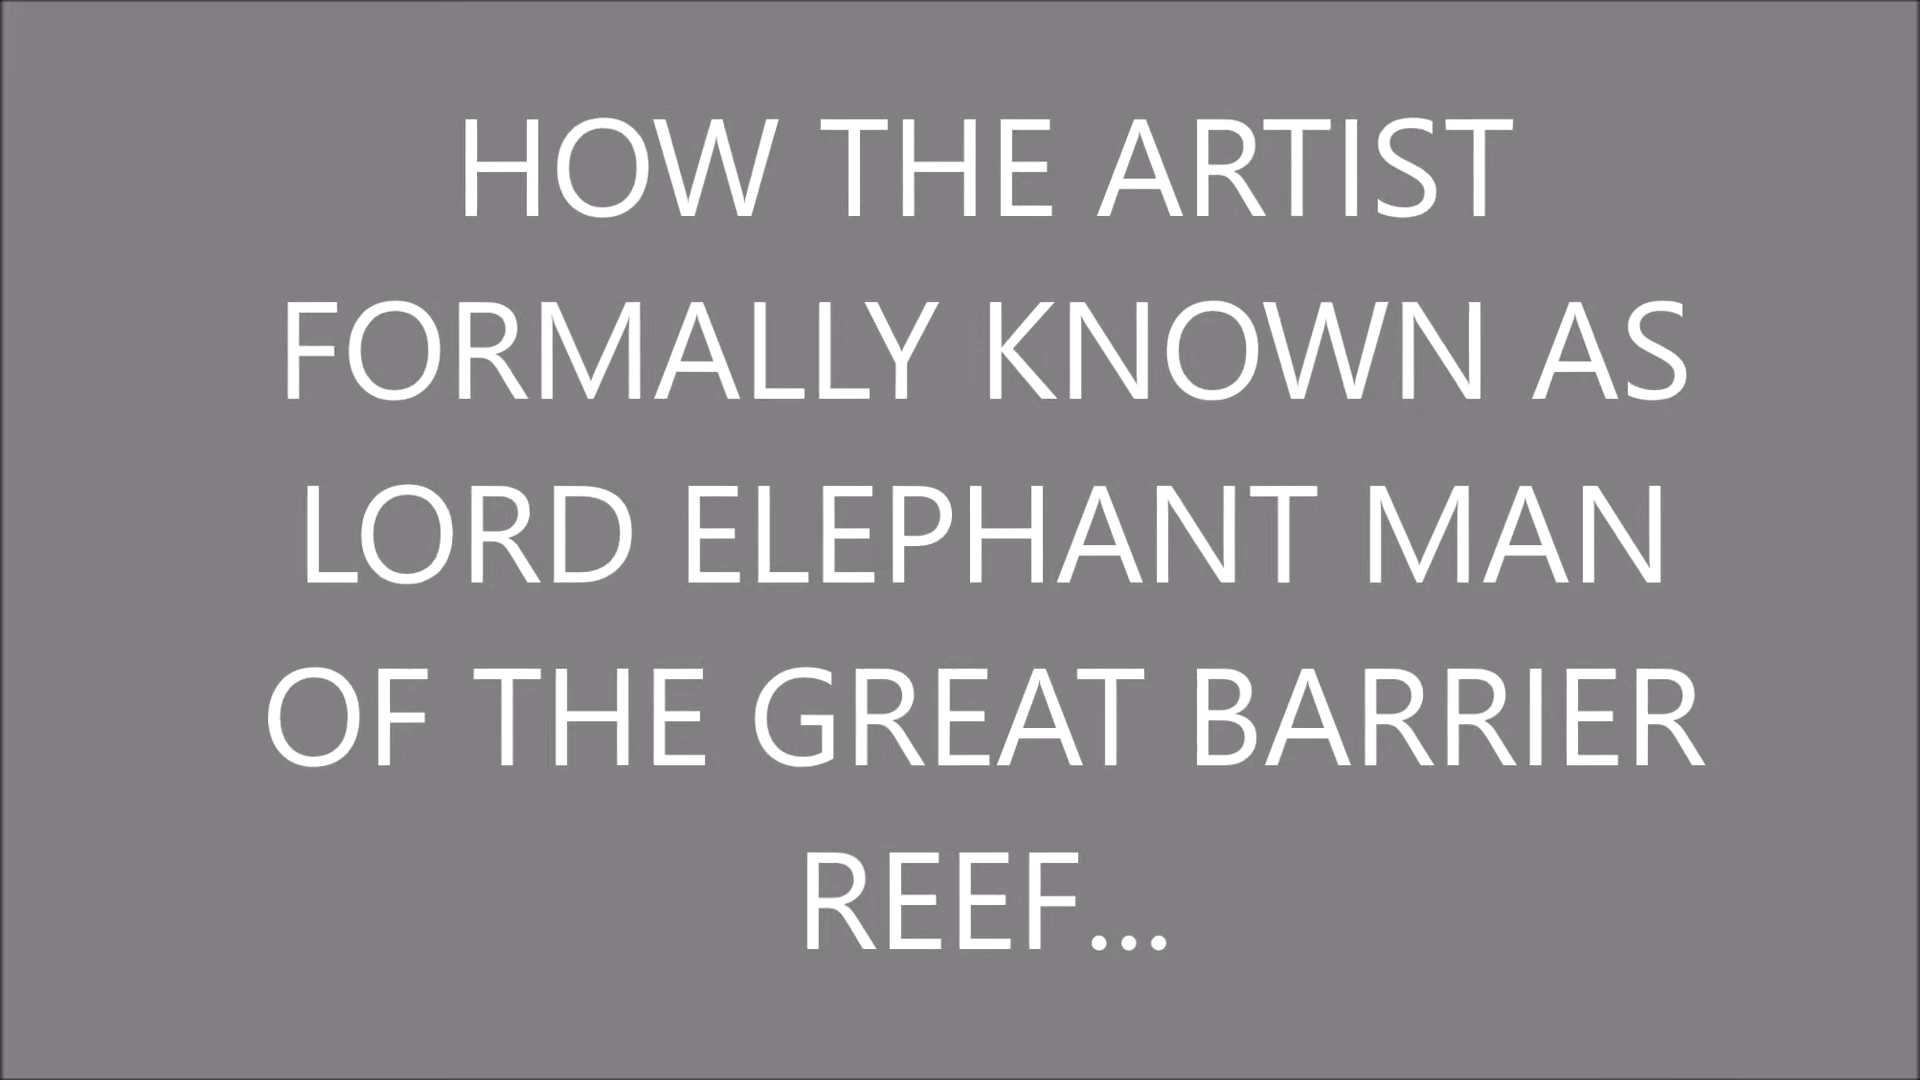 HOW THE ARTIST
FORMALLY KNOWN AS
LORD ELEPHANT MAN
OF THE GREAT BARRIER
REEF...